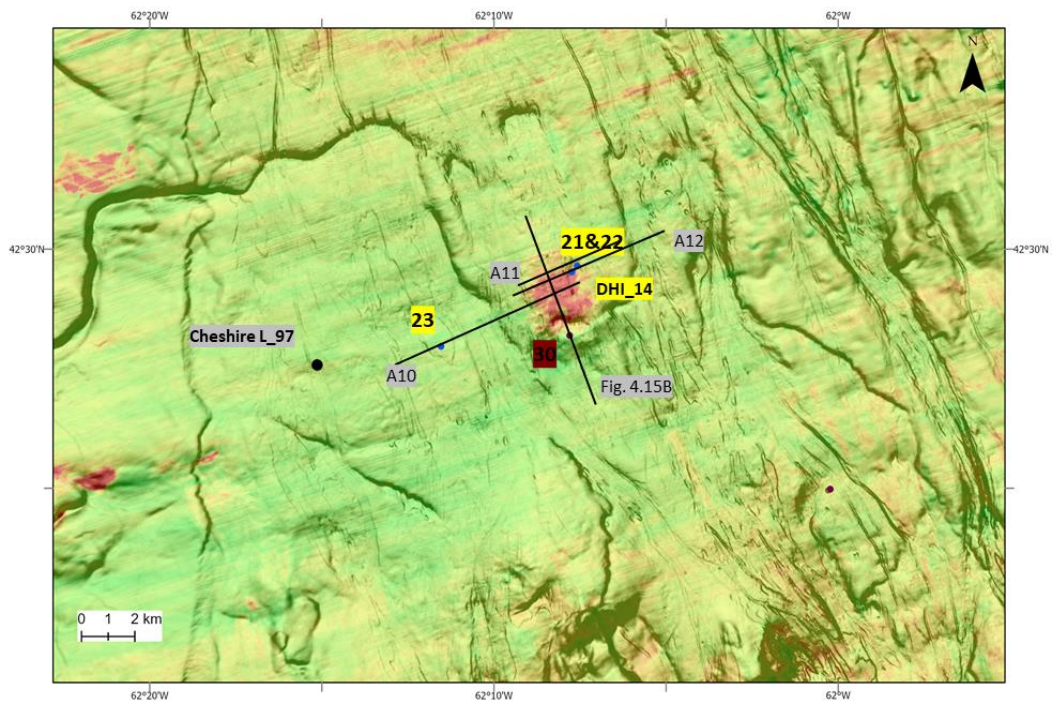 62°20'W 62°10'W 62°W
N
42°30'N 42°30'N
21&22
A12
A11
DHI_14
23
Cheshire L_97
30
A10
Fig. 4.15B
0 1 2 km
62°20'W 62°10'W 62°W